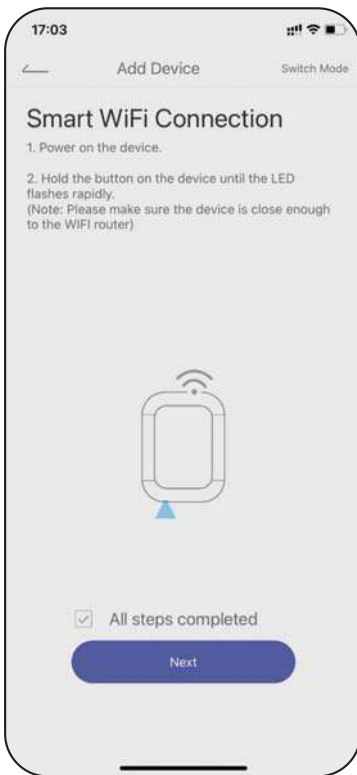 17:03
Add Device
Switch Mode
Smart WiFi Connection
1. Power on the device.
2. Hold the button on the device until the LED
flashes rapidly.
(Note: Please make sure the device is close enough
to the WIFI router)
All steps completed
Next